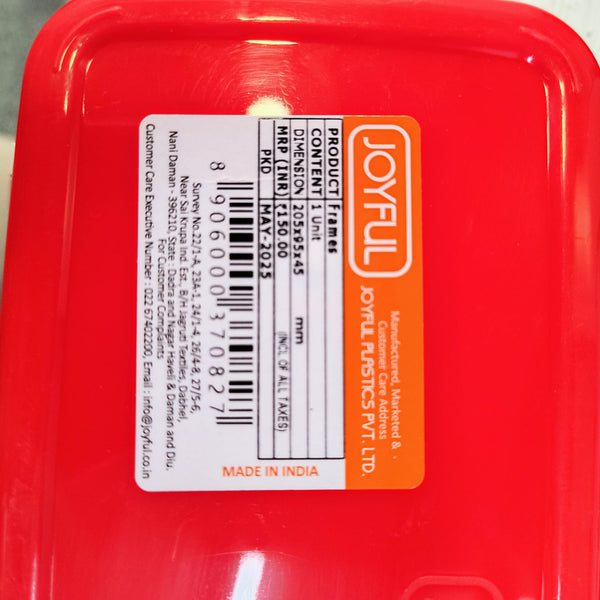 JOYFUL
Manufactured, Marketed &
Customer Care Address
JOYFUL PLASTICS PVT. LTD.
PRODUCT Frames
CONTENT 1 Unit
DIMENSION 205x95x45 mm
MRP (INR) ₹150.00 (INCL OF ALL TAXES)
PKD MAY-2025
8 906000 370827
MADE IN INDIA
Survey No.22/1-A, 23A-1,24/1-4, 26/4-8, 27/5-6,
Near Sai Krupa Ind. Est., B/H Jagruti Textiles, Dabhel,
Nani Daman - 396210, State : Dadra and Nagar Haveli & Daman and Diu.
For Customer Complaints
Customer Care Executive Number : 022 67402200, Email : info@joyful.co.in